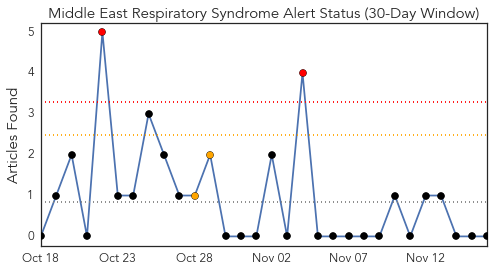 Middle East Respiratory Syndrome Alert Status (30-Day Window)
Articles Found
5
4
3
2
1
0
Oct 18 Oct 23 Oct 28 Nov 02 Nov 07 Nov 12